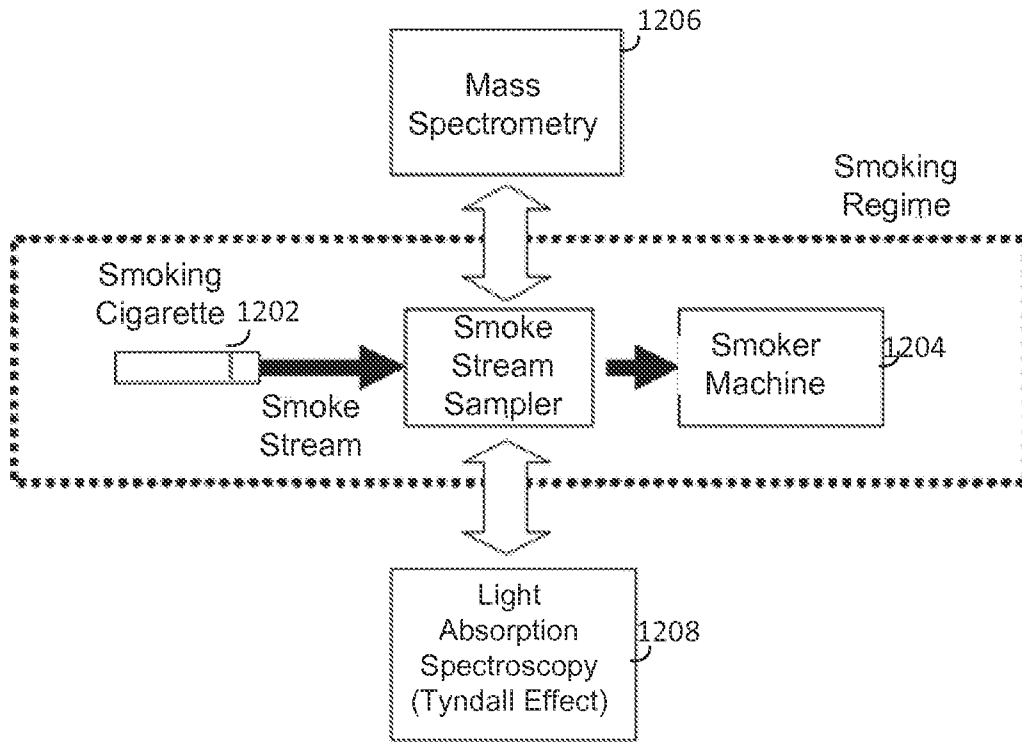 1206
Mass
Spectrometry
Smoking
Regime
Smoking
Cigarette 1202
Smoke
Stream
Smoke
Stream
Sampler
Smoker
Machine
1204
Light
Absorption
Spectroscopy
(Tyndall Effect)
1208